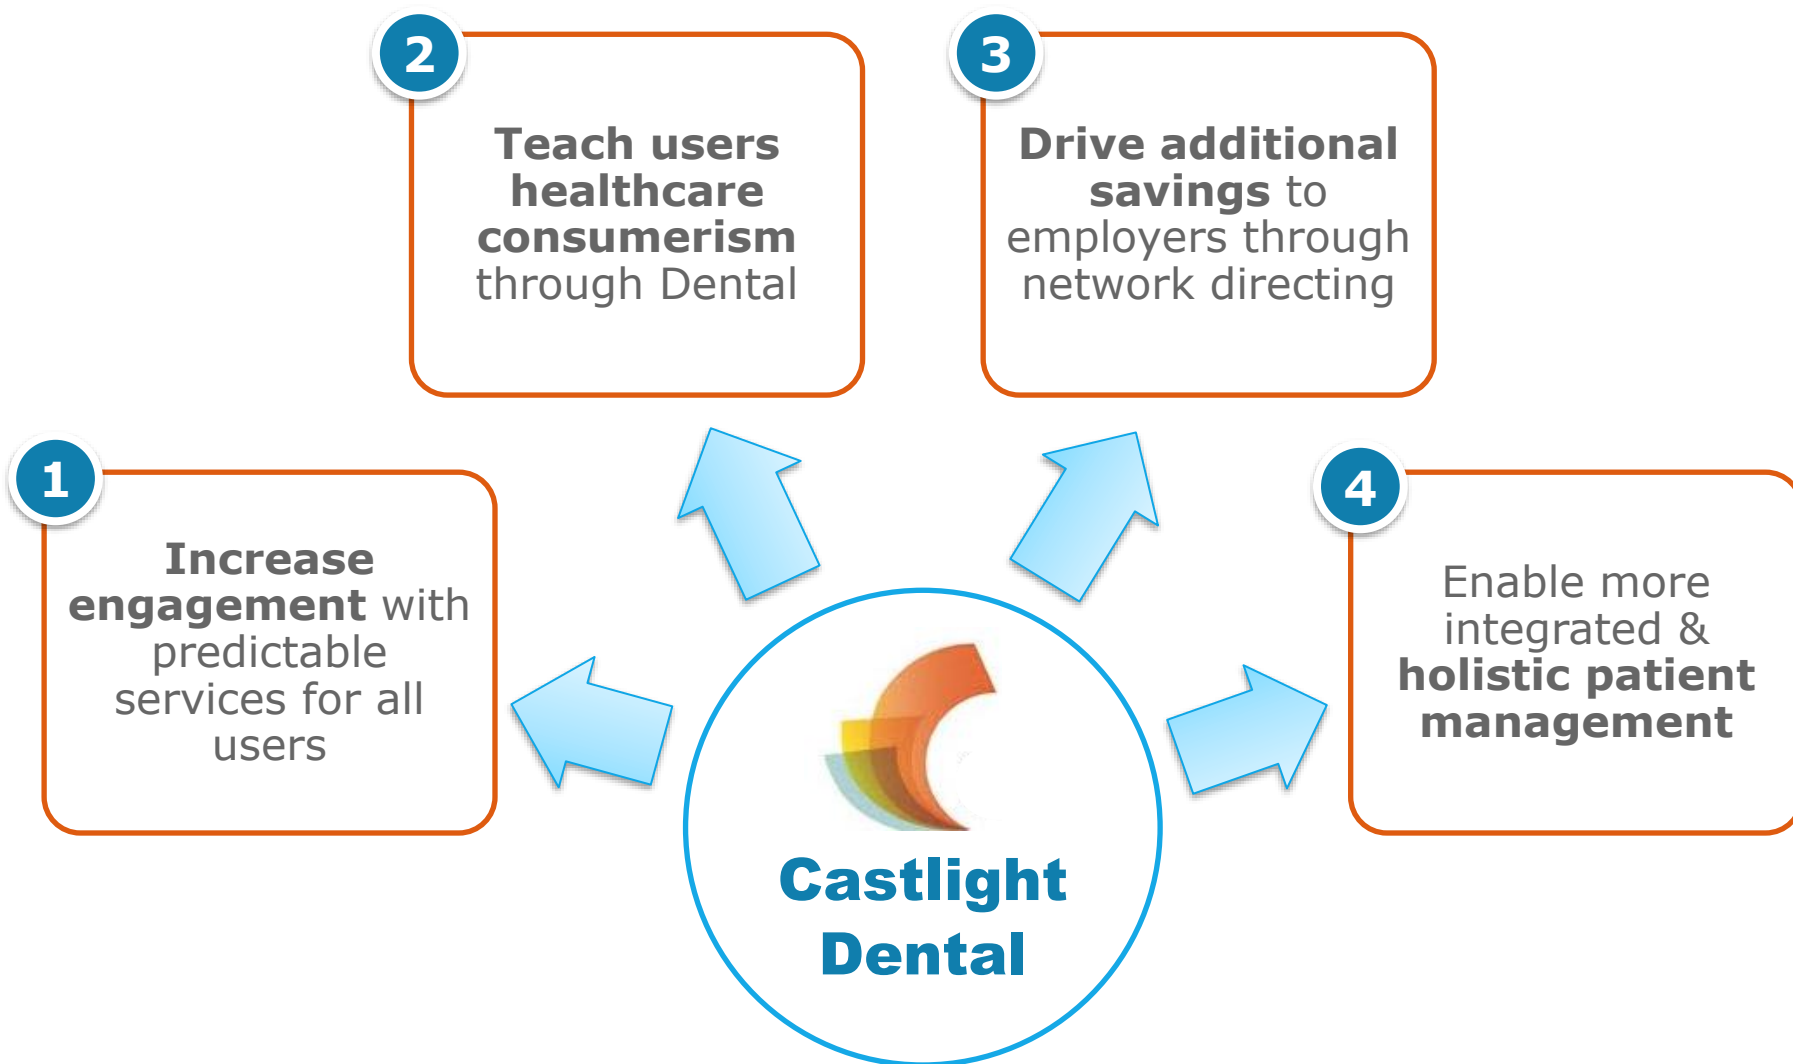 1
Increase
engagement with
predictable
services for all
users
2
Teach users
healthcare
consumerism
through Dental
3
Drive additional
savings to
employers through
network directing
4
Enable more
integrated &
holistic patient
management
Castlight
Dental